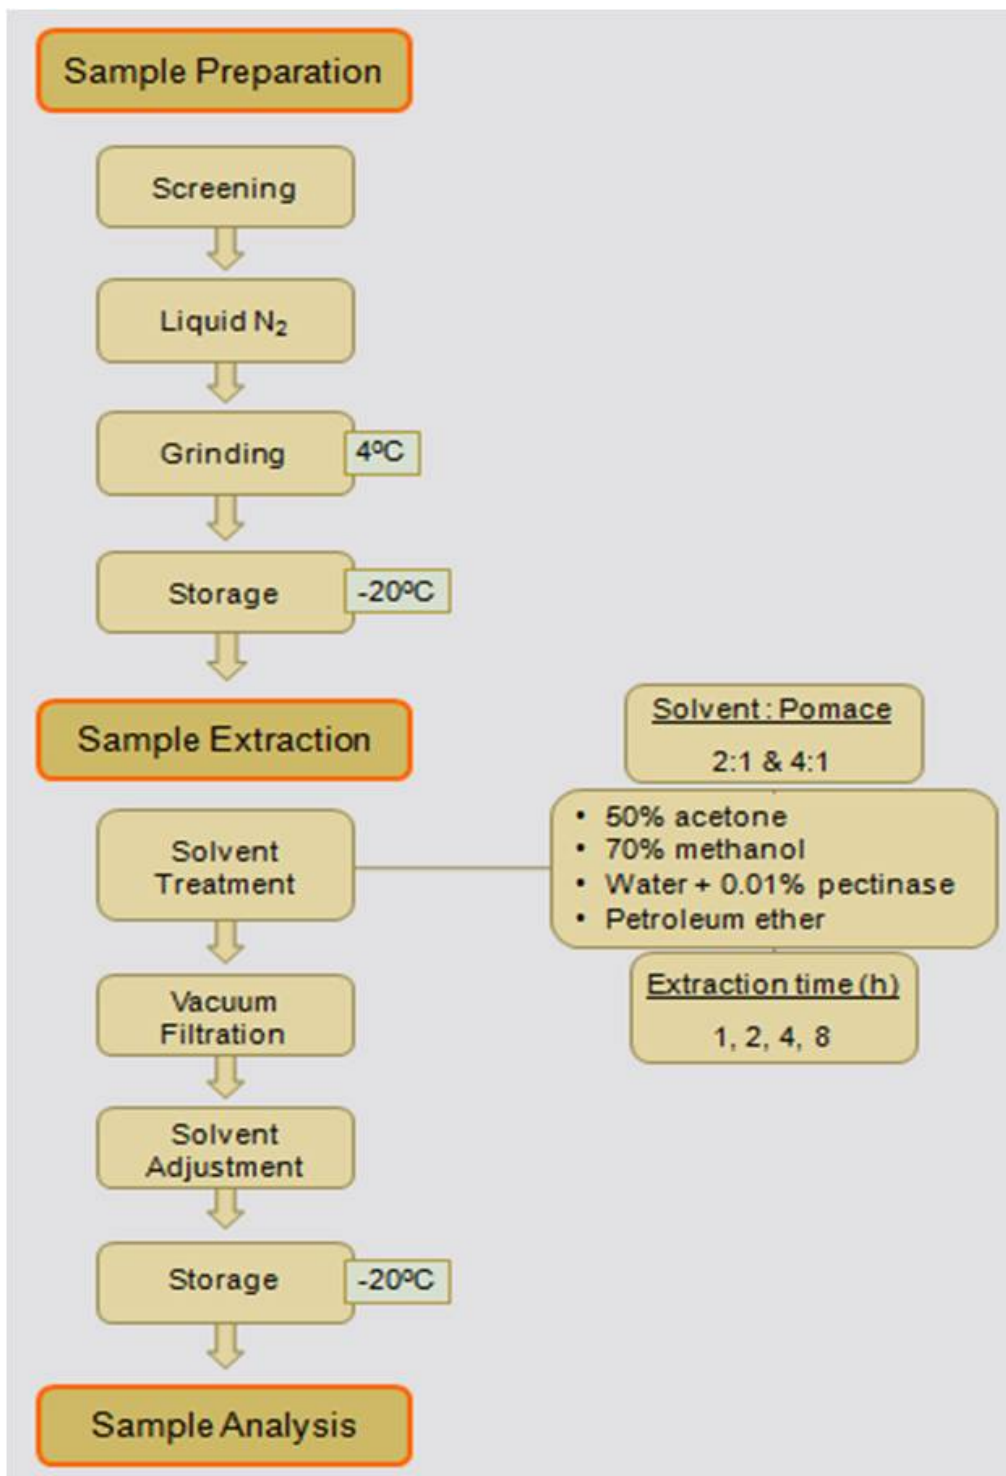 Sample Preparation
Screening
Liquid N₂
Grinding
4ºC
Storage
-20ºC
Sample Extraction
Solvent
Treatment
Solvent : Pomace
2:1 & 4:1
• 50% acetone
• 70% methanol
• Water + 0.01% pectinase
• Petroleum ether
Extraction time (h)
1, 2, 4, 8
Vacuum
Filtration
Solvent
Adjustment
Storage
-20ºC
Sample Analysis